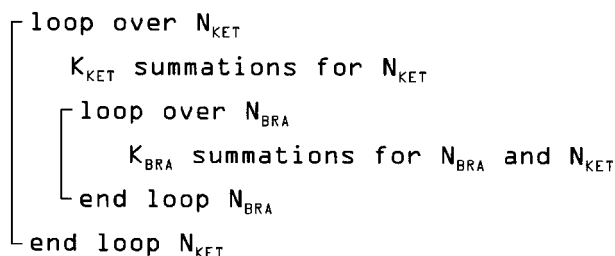 loop over N_KET
K_KET summations for N_KET
loop over N_BRA
K_BRA summations for N_BRA and N_KET
end loop N_BRA
end loop N_KET